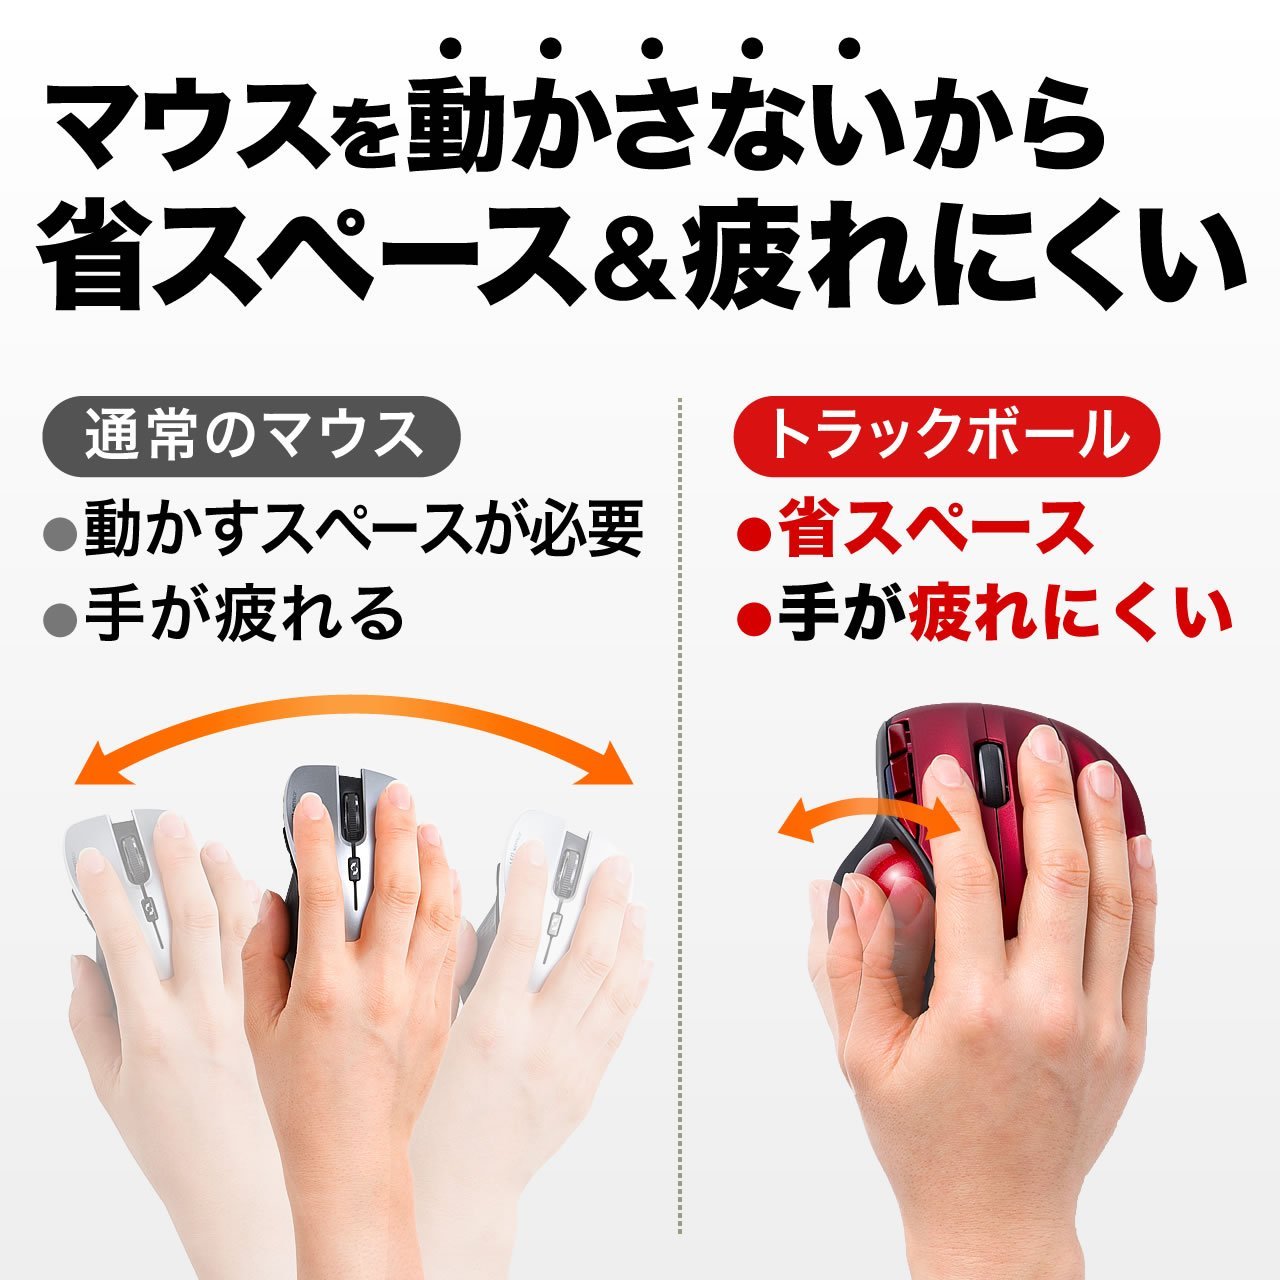 マウスを動かさないから
省スペース&疲れにくい
通常のマウス
●動かすスペースが必要
●手が疲れる
トラックボール
●省スペース
●手が疲れにくい